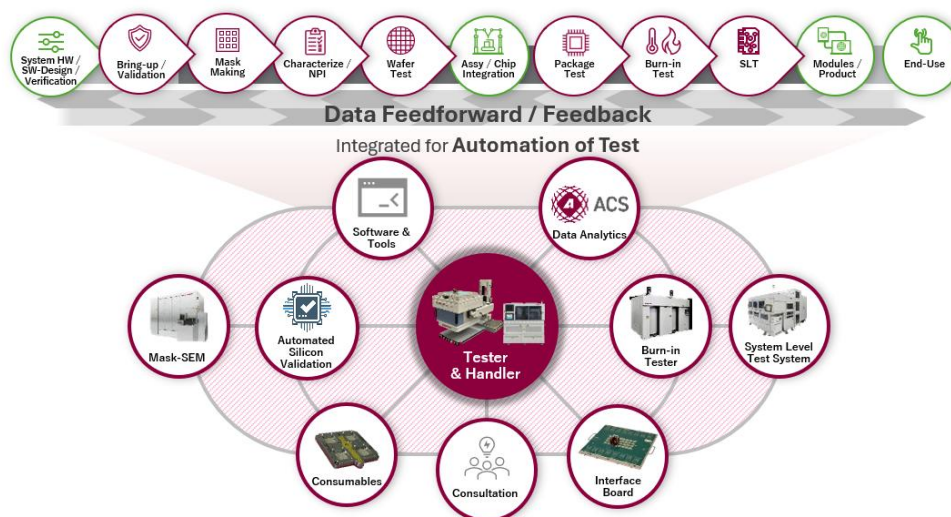 System HW /
SW-Design /
Verification
Bring-up /
Validation
Mask
Making
Characterize /
NPI
Wafer
Test
Assy / Chip
Integration
Package
Test
Burn-in
Test
SLT
Modules /
Product
End-Use
Data Feedforward / Feedback
Integrated for Automation of Test
Software &
Tools
A ACS
Data Analytics
Mask-SEM
Automated
Silicon
Validation
Tester
& Handler
Burn-in
Tester
System Level
Test System
Consumables
Consultation
Interface
Board